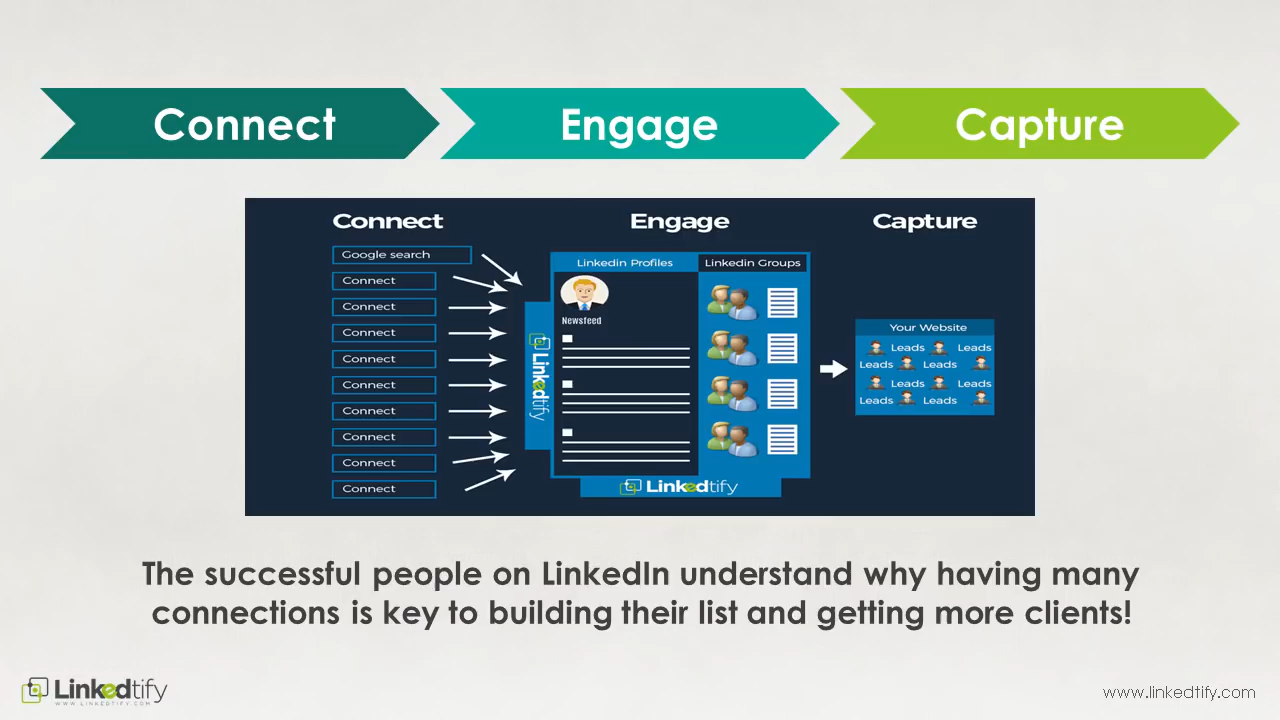 Connect
Engage
Capture
Connect
Engage
Capture
Google search
Connect
Connect
Connect
Connect
Connect
Connect
Connect
Connect
Connect
Linkedtify
Linkedin Profiles
Linkedin Groups
Newsfeed
Linkedtify
Your Website
Leads Leads
Leads Leads
Leads Leads
Leads Leads
The successful people on LinkedIn understand why having many
connections is key to building their list and getting more clients!
Linkedtify
WWW.LINKEDTIFY.COM
www.linkedtify.com